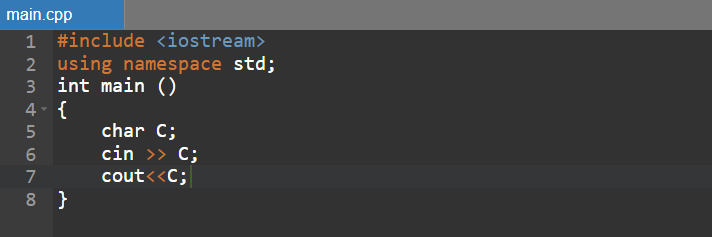 main.cpp
1 #include <iostream>
2 using namespace std;
3 int main ()
4 {
5     char C;
6     cin >> C;
7     cout<<C;
8 }